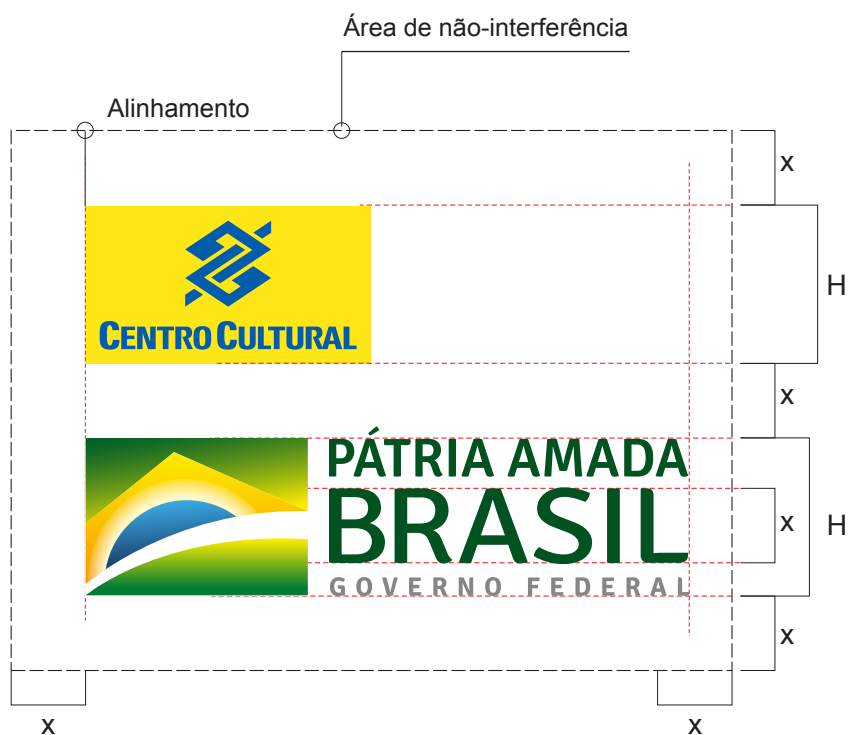 Área de não-interferência
Alinhamento
x
H
CENTRO CULTURAL
x
PÁTRIA AMADA
BRASIL
x
H
GOVERNO FEDERAL
x
x
x